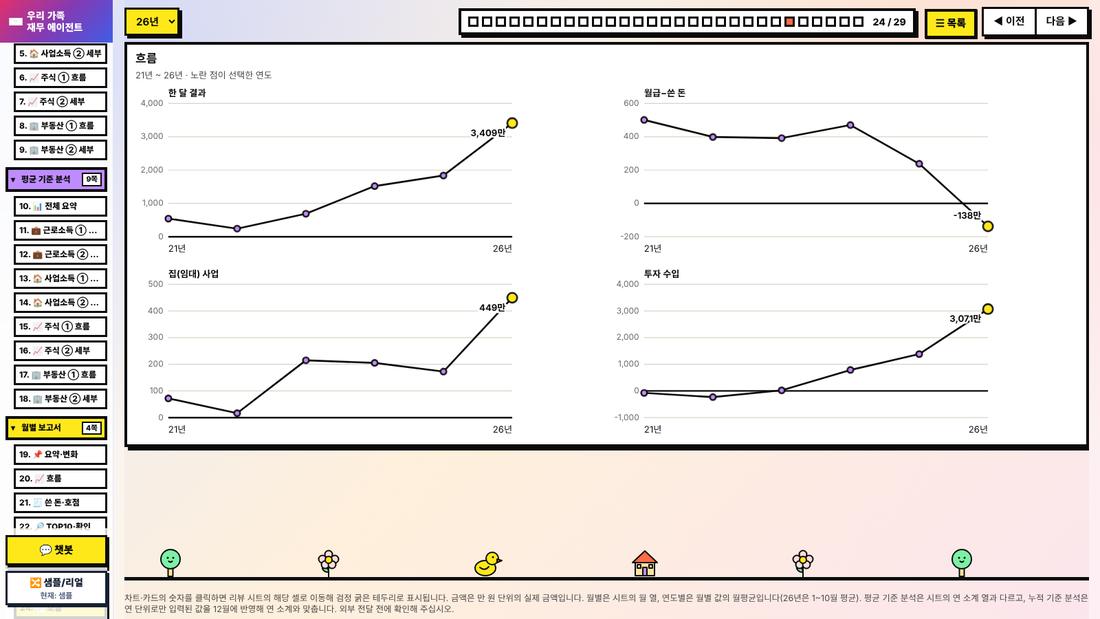 우리 가족
재무 에이전트
26년
24 / 29
☰ 목록
◀ 이전
다음 ▶
5. 🏠 사업소득 ② 세부
6. 📈 주식 ① 흐름
7. 📈 주식 ② 세부
8. 🏢 부동산 ① 흐름
9. 🏢 부동산 ② 세부
▼ 평균 기준 분석 9쪽
10. 📊 전체 요약
11. 💼 근로소득 ① ...
12. 💼 근로소득 ② ...
13. 🏠 사업소득 ① ...
14. 🏠 사업소득 ② ...
15. 📈 주식 ① 흐름
16. 📈 주식 ② 세부
17. 🏢 부동산 ① 흐름
18. 🏢 부동산 ② 세부
▼ 월별 보고서 4쪽
19. 📌 요약·변화
20. 📈 흐름
21. 🧾 쓴 돈·호점
22. 🔎 TOP10·확인
💬 챗봇
🔀 샘플/리얼
현재: 샘플
흐름
21년 ~ 26년 · 노란 점이 선택한 연도
한 달 결과
4,000
3,000
2,000
1,000
0
3,409만
21년
26년
월급-쓴 돈
600
400
200
0
-200
-138만
21년
26년
집(임대) 사업
500
400
300
200
100
0
449만
21년
26년
투자 수입
4,000
3,000
2,000
1,000
0
-1,000
3,071만
21년
26년
차트·카드의 숫자를 클릭하면 리뷰 시트의 해당 셀로 이동해 검정 굵은 테두리로 표시됩니다. 금액은 만 원 단위의 실제 금액입니다. 월별은 시트의 월 열, 연도별은 월별 값의 월평균입니다(26년은 1~10월 평균). 평균 기준 분석은 시트의 연 소계 열과 다르고, 누적 기준 분석은
연 단위로만 입력된 값을 12월에 반영해 연 소계와 맞춥니다. 외부 전달 전에 확인해 주십시오.